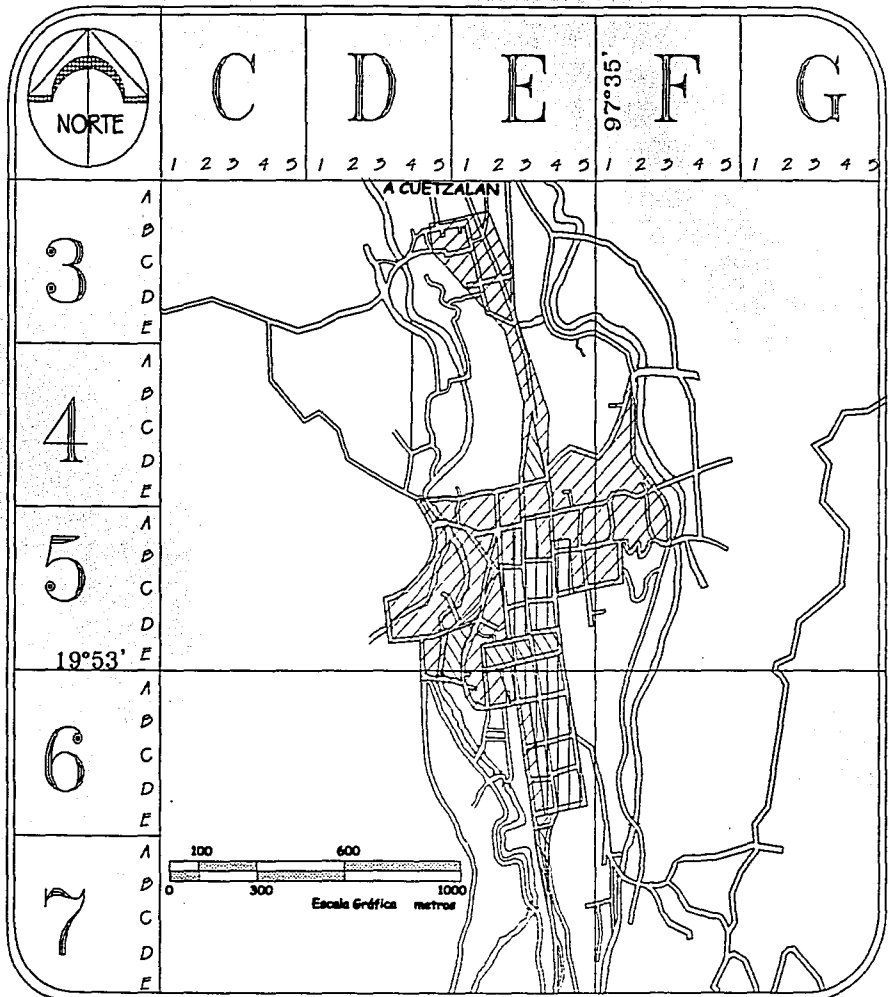 NORTE
C D E 97°35' F G
1 2 3 4 5 1 2 3 4 5 1 2 3 4 5 1 2 3 4 5 1 2 3 4 5
A CUETZALAN
3
A
B
C
D
E
4
A
B
C
D
E
5
A
B
C
D
E
19°53'
6
A
B
C
D
E
7
A
B
C
D
E
100 600
0 300 1000
Escala Gráfica metros